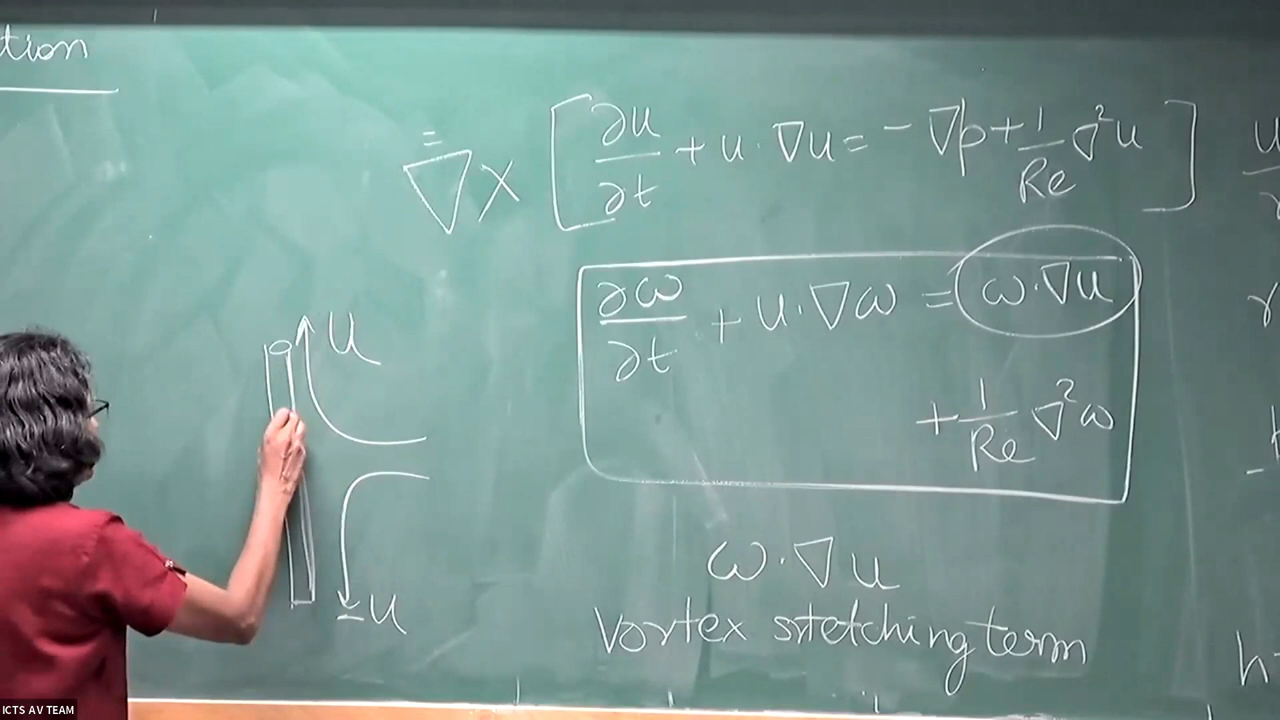 tion
∇ × [ ∂u/∂t + u · ∇u = - ∇p + 1/Re ∇²u ]
∂ω/∂t + u · ∇ω = ω · ∇u
+ 1/Re ∇²ω
u
-u
ω · ∇u
vortex stretching term
ICTS AV TEAM